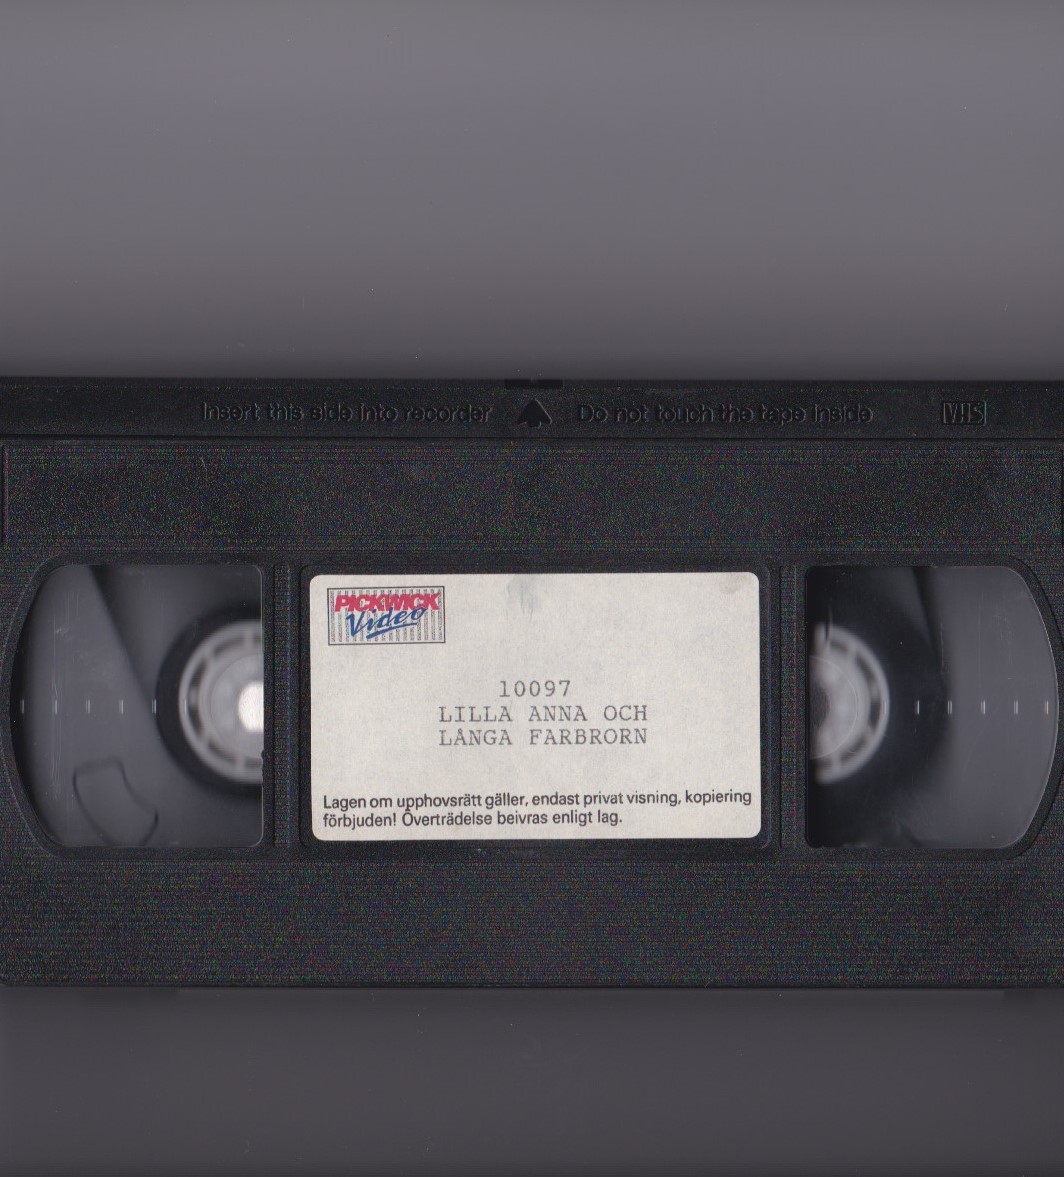 Insert this side into recorder Do not touch the tape inside VHS
PICKWICK
Video
10097
LILLA ANNA OCH
LÅNGA FARBRORN
Lagen om upphovsrätt gäller, endast privat visning, kopiering
förbjuden! Överträdelse beivras enligt lag.